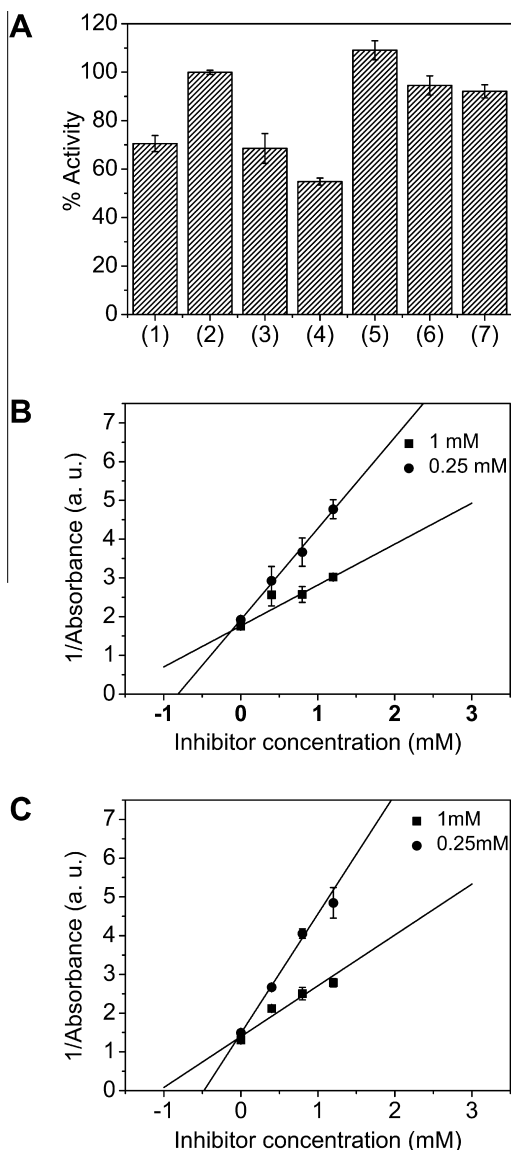 A
120
100
80
60
40
20
0
% Activity
(1) (2) (3) (4) (5) (6) (7)
B
7
6
5
4
3
2
1
0
1/Absorbance (a. u.)
1 mM
0.25 mM
-1 0 1 2 3
Inhibitor concentration (mM)
C
7
6
5
4
3
2
1
0
1/Absorbance (a. u.)
1mM
0.25mM
-1 0 1 2 3
Inhibitor concentration (mM)